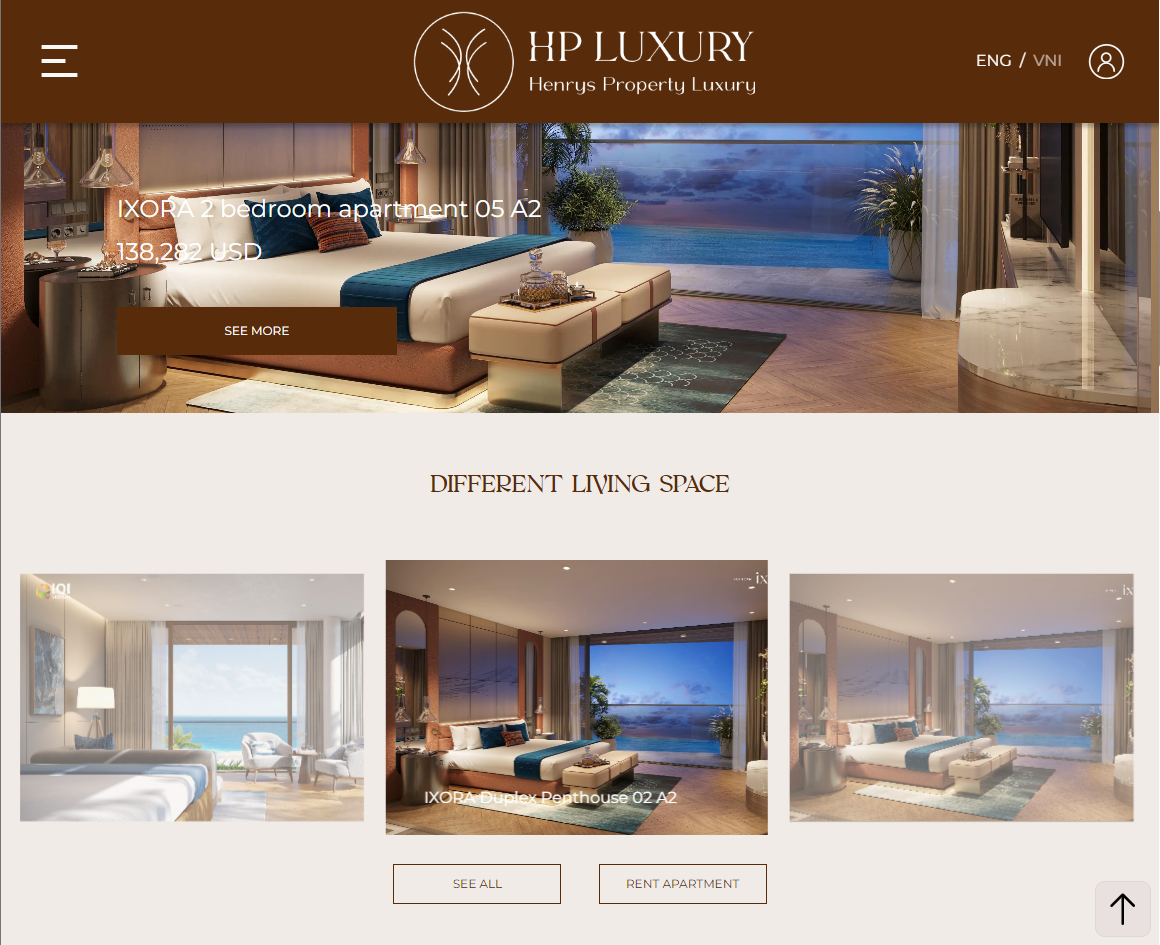 HP LUXURY
Henrys Property Luxury
ENG / VNI
IXORA 2 bedroom apartment 05 A2
138,282 USD
SEE MORE
DIFFERENT LIVING SPACE
IQI
IXORA Duplex Penthouse 02 A2
SEE ALL
RENT APARTMENT